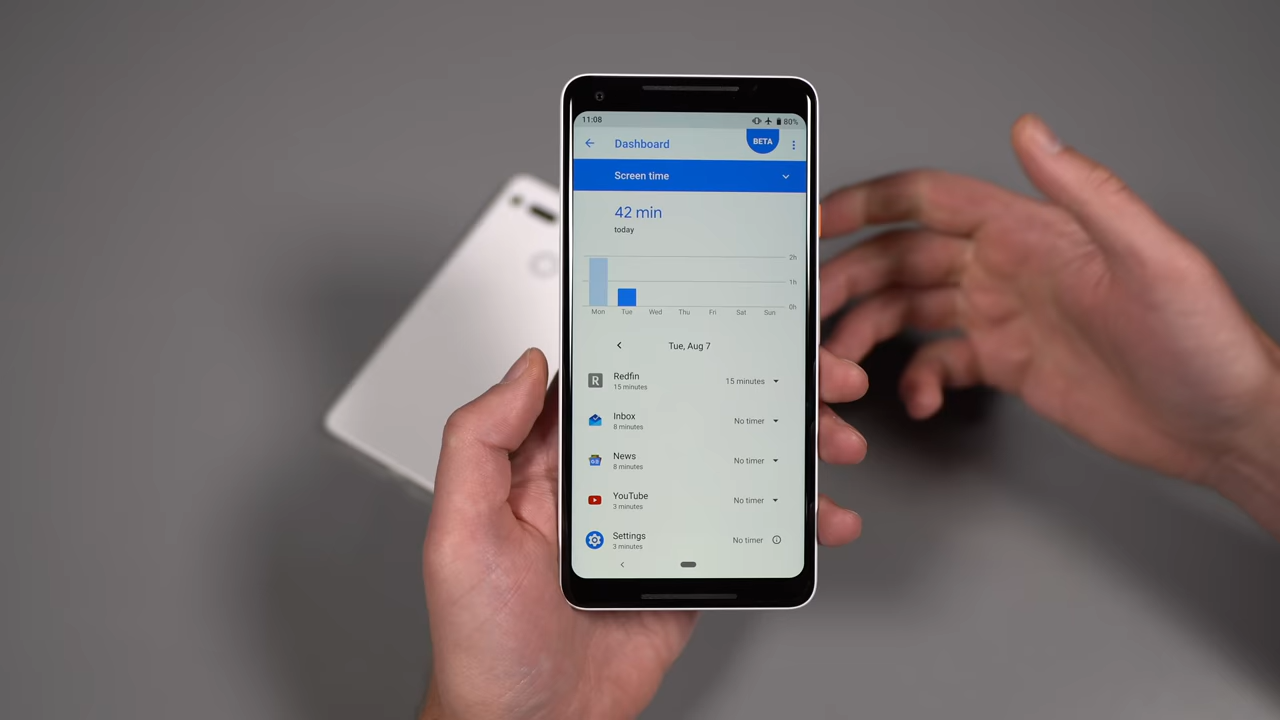 11:08 80%
Dashboard BETA
Screen time
42 min
today
2h
1h
0h
Mon Tue Wed Thu Fri Sat Sun
Tue, Aug 7
R
Redfin
15 minutes
15 minutes
Inbox
8 minutes
No timer
News
8 minutes
No timer
YouTube
3 minutes
No timer
Settings
3 minutes
No timer